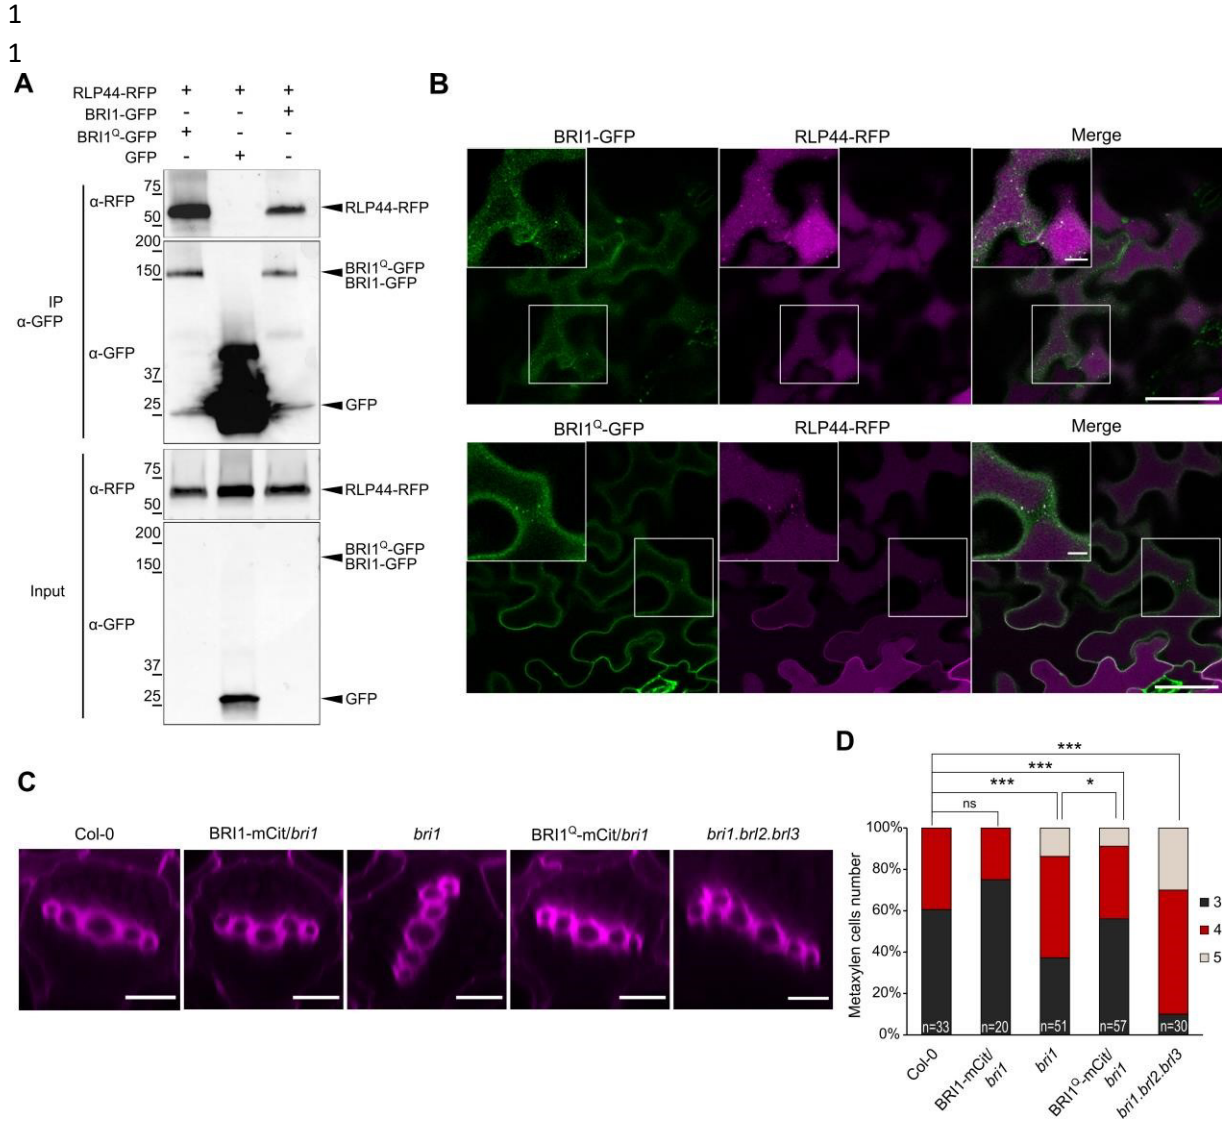 1
1
A
RLP44-RFP + + +
BRI1-GFP - - +
BRI1Q-GFP + - -
GFP - + -
IP
α-GFP
α-RFP
75
50
RLP44-RFP
α-GFP
200
150
37
25
BRI1Q-GFP
BRI1-GFP
GFP
Input
α-RFP
75
50
RLP44-RFP
α-GFP
200
150
37
25
BRI1Q-GFP
BRI1-GFP
GFP
B
BRI1-GFP RLP44-RFP Merge
BRI1Q-GFP RLP44-RFP Merge
C
Col-0 BRI1-mCit/bri1 bri1 BRI1Q-mCit/bri1 bri1.brl2.brl3
D
***
***
*** *
ns
Metaxylen cells number
100%
80%
60%
40%
20%
0%
3
4
5
n=33 n=20 n=51 n=57 n=30
Col-0
BRI1-mCit/
bri1
bri1
BRI1Q-mCit/
bri1
bri1.brl2.brl3